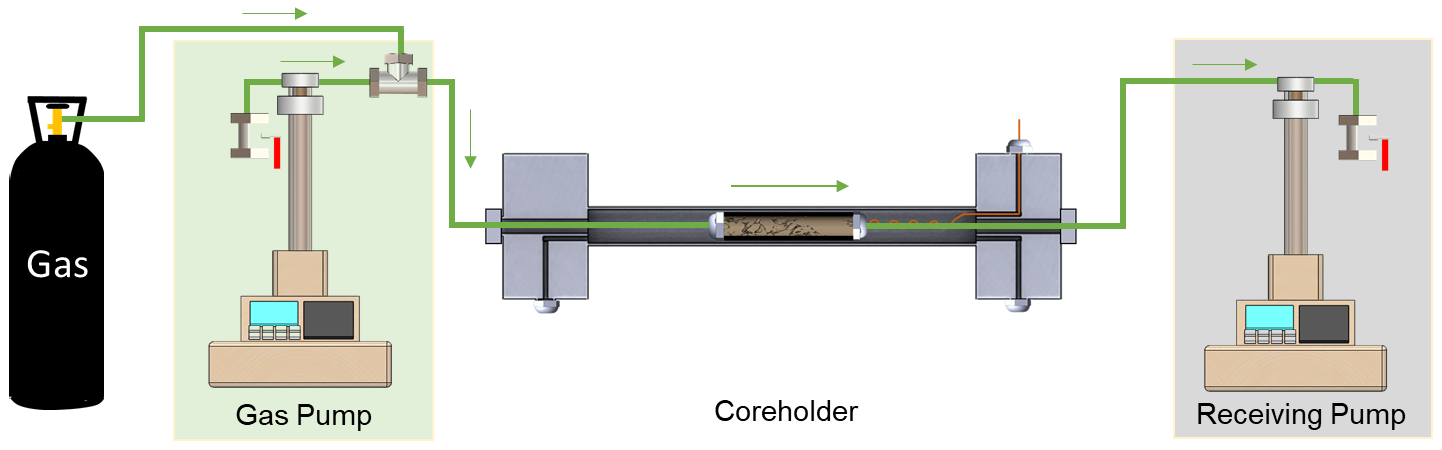 Gas
Gas Pump
Coreholder
Receiving Pump